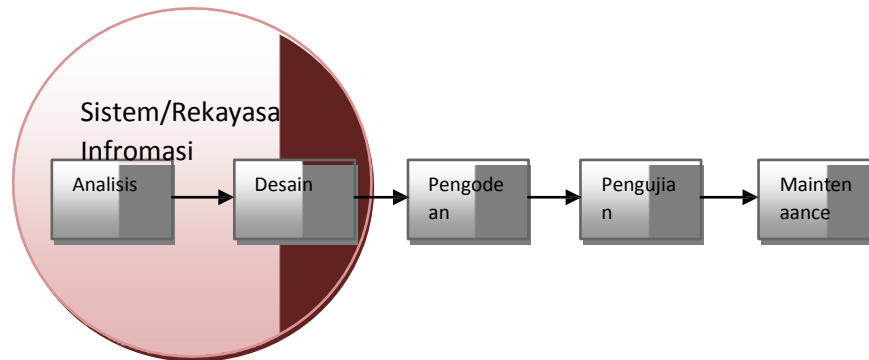 Sistem/Rekayasa
Infromasi
Analisis
Desain
Pengode
an
Pengujia
n
Mainten
aance